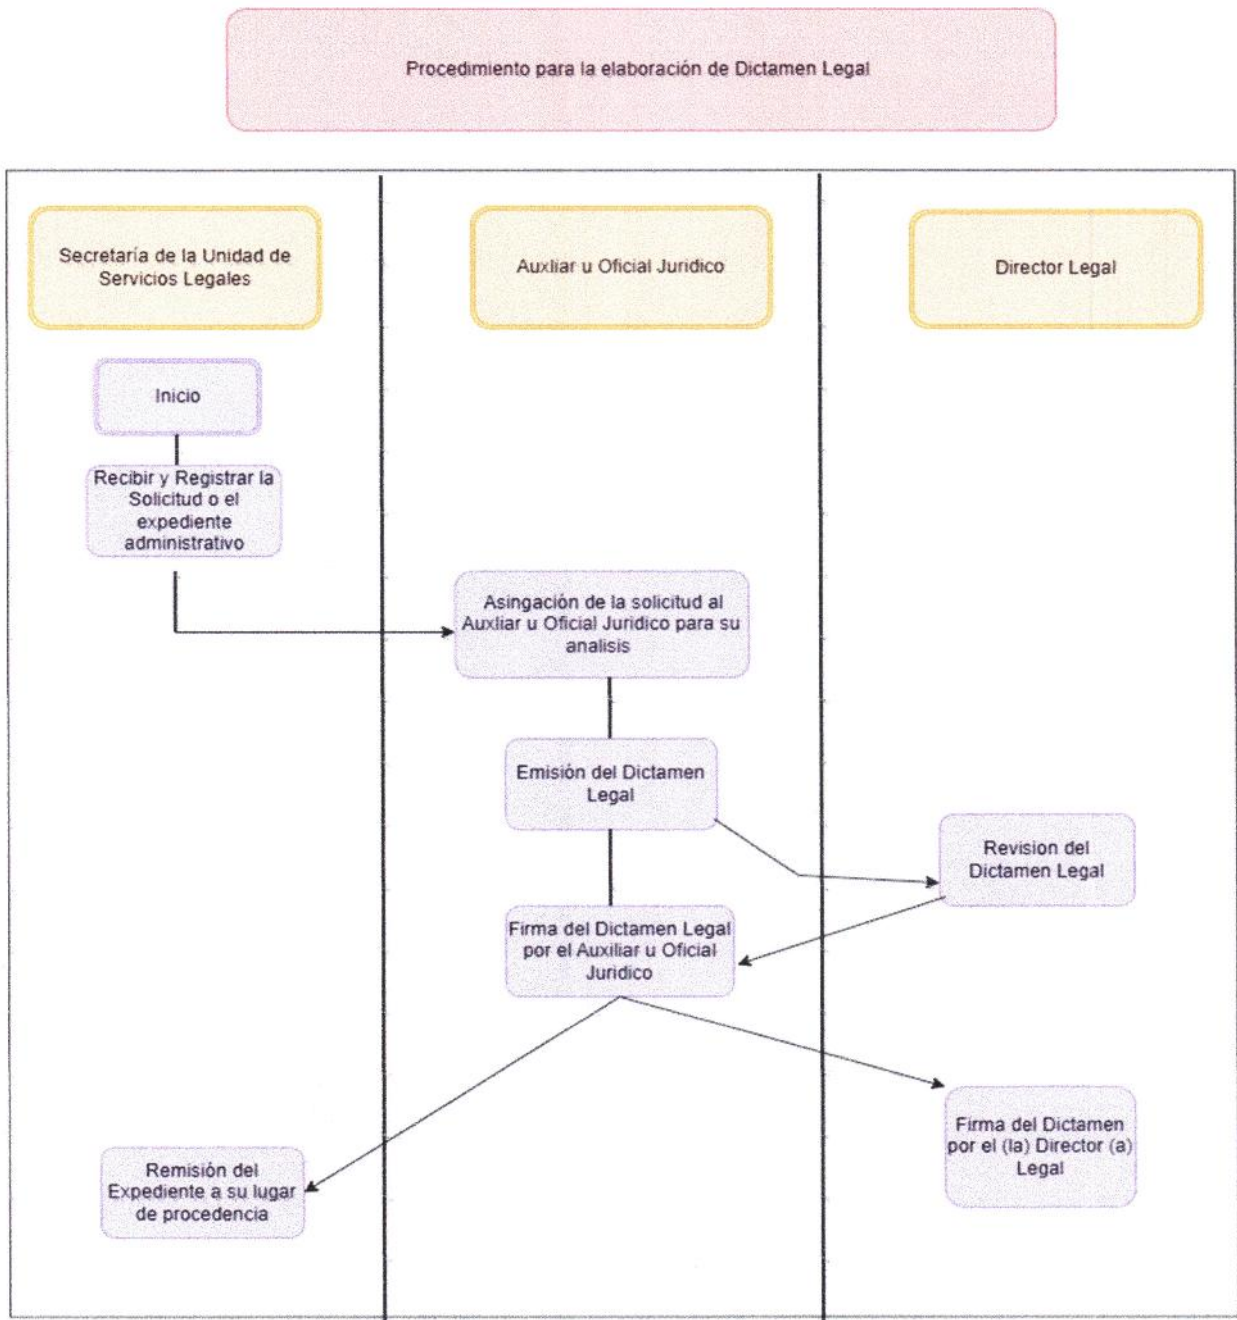 Procedimiento para la elaboración de Dictamen Legal
Secretaría de la Unidad de
Servicios Legales
Auxliar u Oficial Juridico
Director Legal
Inicio
Recibir y Registrar la
Solicitud o el
expediente
administrativo
Asingación de la solicitud al
Auxliar u Oficial Juridico para su
analisis
Emisión del Dictamen
Legal
Revision del
Dictamen Legal
Firma del Dictamen Legal
por el Auxiliar u Oficial
Juridico
Firma del Dictamen
por el (la) Director (a)
Legal
Remisión del
Expediente a su lugar
de procedencia